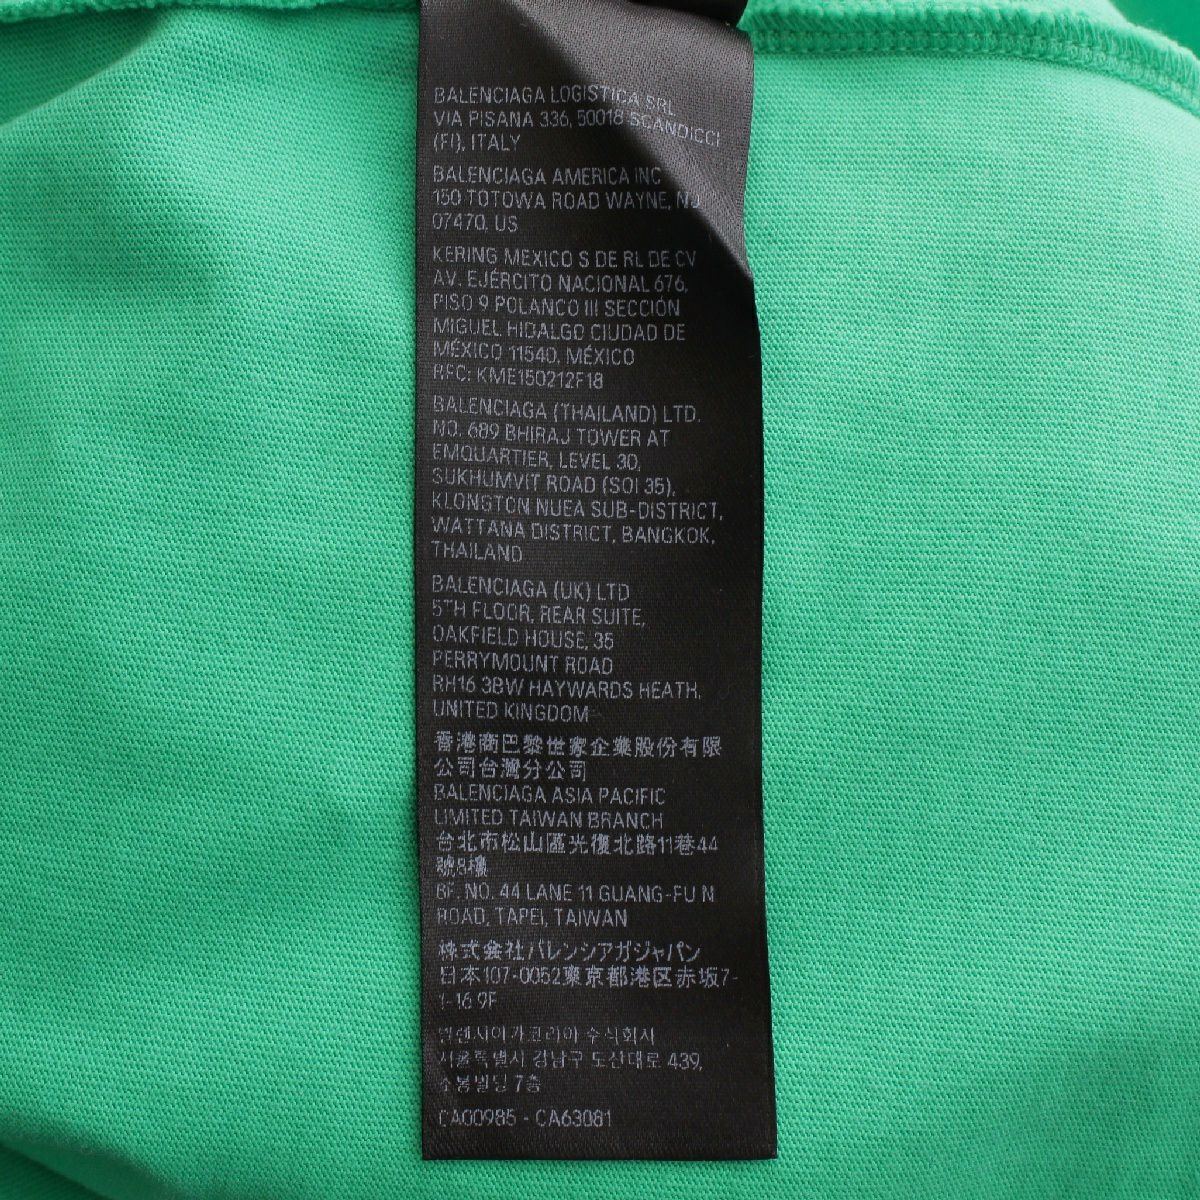 BALENCIAGA LOGISTICA SRL
VIA PISANA 336, 50018 SCANDICCI
(FI), ITALY
BALENCIAGA AMERICA INC
150 TOTOWA ROAD WAYNE, NJ
07470, US
KERING MEXICO S DE RL DE CV
AV. EJÉRCITO NACIONAL 676,
PISO 9 POLANCO III SECCIÓN
MIGUEL HIDALGO CIUDAD DE
MÉXICO 11540, MÉXICO
RFC: KME150212F18
BALENCIAGA (THAILAND) LTD.
NO. 689 BHIRAJ TOWER AT
EMQUARTIER, LEVEL 30,
SUKHUMVIT ROAD (SOI 35),
KLONGTON NUEA SUB-DISTRICT,
WATTANA DISTRICT, BANGKOK,
THAILAND
BALENCIAGA (UK) LTD
5TH FLOOR, REAR SUITE,
OAKFIELD HOUSE, 35
PERRYMOUNT ROAD
RH16 3BW HAYWARDS HEATH,
UNITED KINGDOM
香港商巴黎世家企業股份有限
公司台灣分公司
BALENCIAGA ASIA PACIFIC
LIMITED TAIWAN BRANCH
台北市松山區光復北路11巷44
號8樓
8F, NO. 44 LANE 11 GUANG-FU N
ROAD, TAPEI, TAIWAN
株式会社バレンシアガジャパン
日本107-0052東京都港区赤坂7-
1-16 9F
발렌시아가코리아 주식회사
서울특별시 강남구 도산대로 439,
소봉빌딩 7층
CA00985 - CA63081